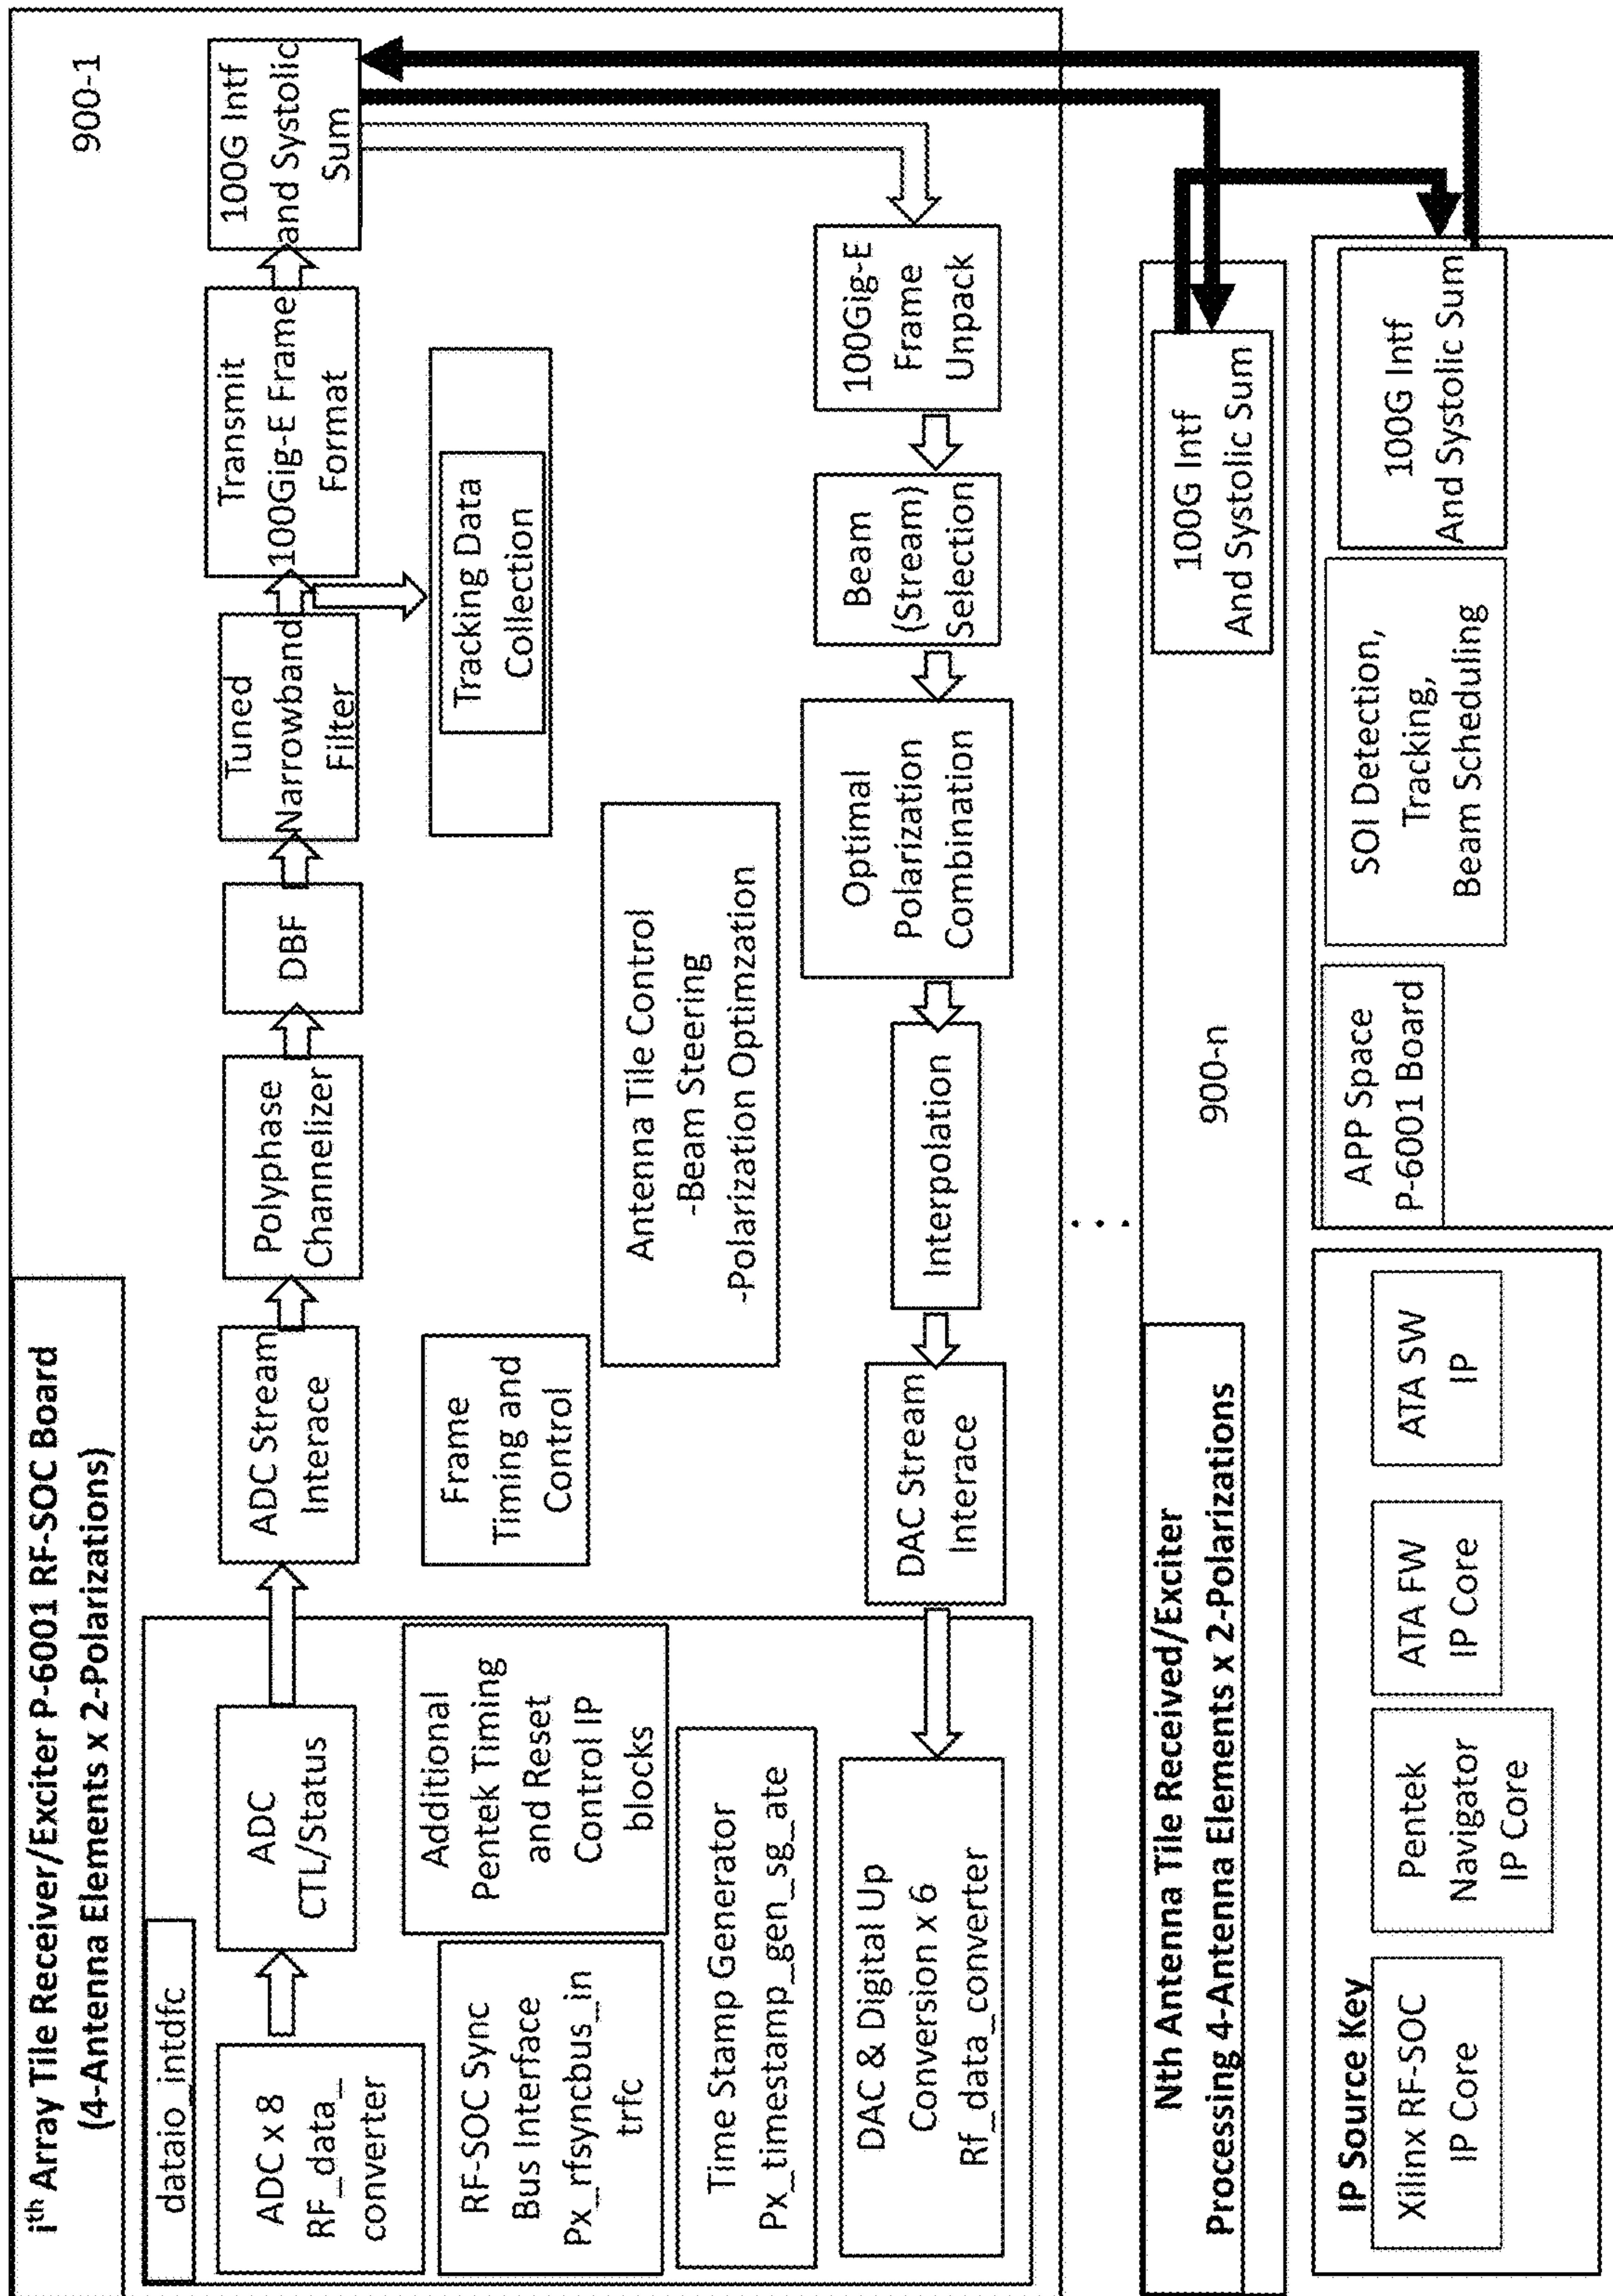 iᵗʰ Array Tile Receiver/Exciter P-6001 RF-SOC Board
(4-Antenna Elements x 2-Polarizations)
900-1
dataio_intdfc
ADC x 8
RF_data_
converter
ADC
CTL/Status
ADC Stream
Interace
Polyphase
Channelizer
DBF
Tuned
Narrowband
Filter
Transmit
100Gig-E Frame
Format
100G Intf
and Systolic
Sum
RF-SOC Sync
Bus Interface
Px_rfsyncbus_in
trfc
Additional
Pentek Timing
and Reset
Control IP
blocks
Frame
Timing and
Control
Tracking Data
Collection
Time Stamp Generator
Px_timestamp_gen_sg_ate
Antenna Tile Control
-Beam Steering
-Polarization Optimzation
DAC & Digital Up
Conversion x 6
Rf_data_converter
DAC Stream
Interace
Interpolation
Optimal
Polarization
Combination
Beam
(Stream)
Selection
100Gig-E
Frame
Unpack
. . .
Nth Antenna Tile Received/Exciter
Processing 4-Antenna Elements x 2-Polarizations
900-n
100G Intf
And Systolic Sum
IP Source Key
Xilinx RF-SOC
IP Core
Pentek
Navigator
IP Core
ATA FW
IP Core
ATA SW
IP
APP Space
P-6001 Board
SOI Detection,
Tracking,
Beam Scheduling
100G Intf
And Systolic Sum